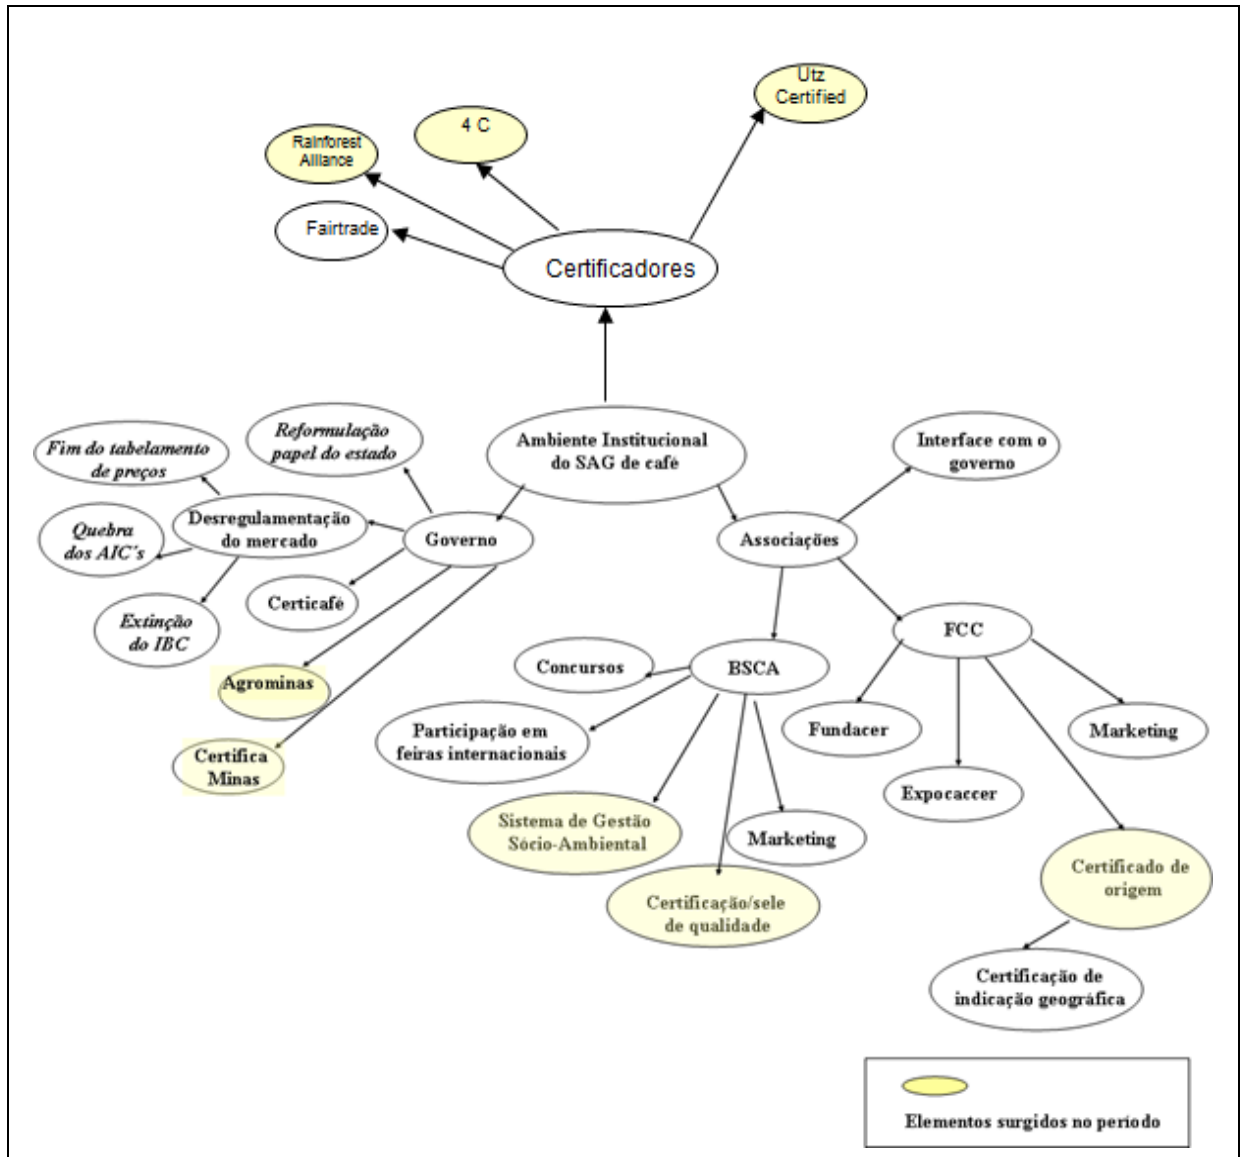 Utz
Certified
4 C
Rainforest
Alliance
Fairtrade
Certificadores
Reformulação
papel do estado
Ambiente Institucional
do SAG de café
Interface com o
governo
Fim do tabelamento
de preços
Desregulamentação
do mercado
Quebra
dos AIC´s
Governo
Associações
Certicafé
Extinção
do IBC
FCC
Agrominas
Concursos
BSCA
Participação em
feiras internacionais
Fundacer
Marketing
Certifica
Minas
Expocaccer
Sistema de Gestão
Sócio-Ambiental
Marketing
Certificado de
origem
Certificação/sele
de qualidade
Certificação de
indicação geográfica
Elementos surgidos no período